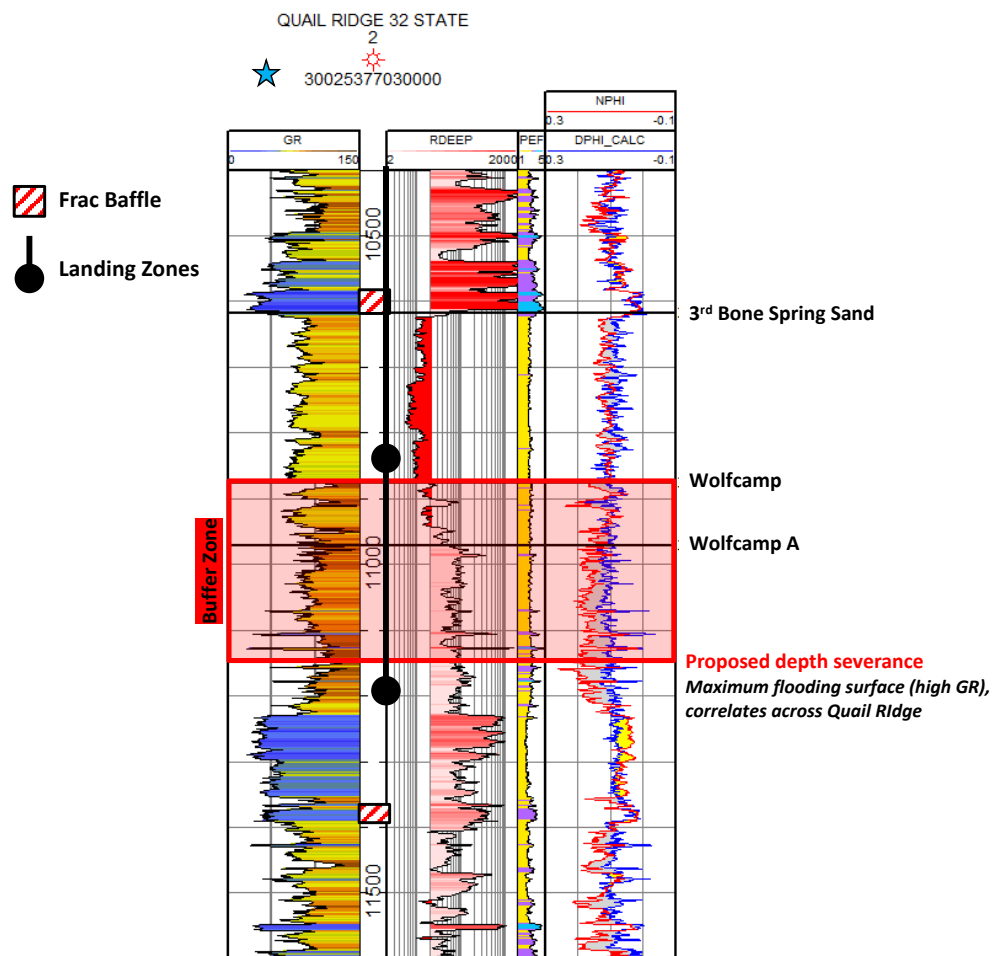 QUAIL RIDGE 32 STATE
2
30025377030000
NPHI
0.3 -0.1
GR RDEEP PEF DPHI_CALC
0 150 2 2000 1 5 0.3 -0.1
Frac Baffle
Landing Zones
10500
3rd Bone Spring Sand
Wolfcamp
Wolfcamp A
11000
Buffer Zone
Proposed depth severance
Maximum flooding surface (high GR),
correlates across Quail RIdge
11500